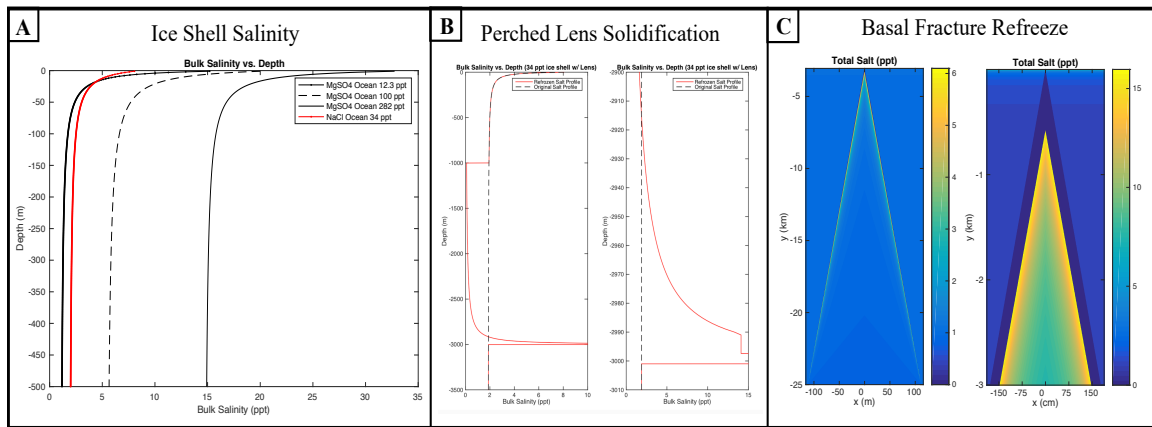 A
Ice Shell Salinity
Bulk Salinity vs. Depth
0
-50
-100
-150
-200
-250
-300
-350
-400
-450
-500
Depth (m)
0 5 10 15 20 25 30 35
Bulk Salinity (ppt)
MgSO4 Ocean 12.3 ppt
MgSO4 Ocean 100 ppt
MgSO4 Ocean 282 ppt
NaCl Ocean 34 ppt
B
Perched Lens Solidification
Bulk Salinity vs. Depth (34 ppt ice shell w/ Lens)
Refrozen Salt Profile
Original Salt Profile
0
-500
-1000
-1500
-2000
-2500
-3000
-3500
Depth (m)
0 2 4 6 8 10
Bulk Salinity (ppt)
Bulk Salinity vs. Depth (34 ppt ice shell w/ Lens)
Refrozen Salt Profile
Original Salt Profile
-2900
-2910
-2920
-2930
-2940
-2950
-2960
-2970
-2980
-2990
-3000
-3010
Depth (m)
0 5 10 15
Bulk Salinity (ppt)
C
Basal Fracture Refreeze
Total Salt (ppt)
-5
-10
-15
-20
-25
y (km)
-100 -50 0 50 100
x (m)
6
5
4
3
2
1
0
Total Salt (ppt)
-1
-2
-3
y (km)
-150 -75 0 75 150
x (cm)
15
10
5
0